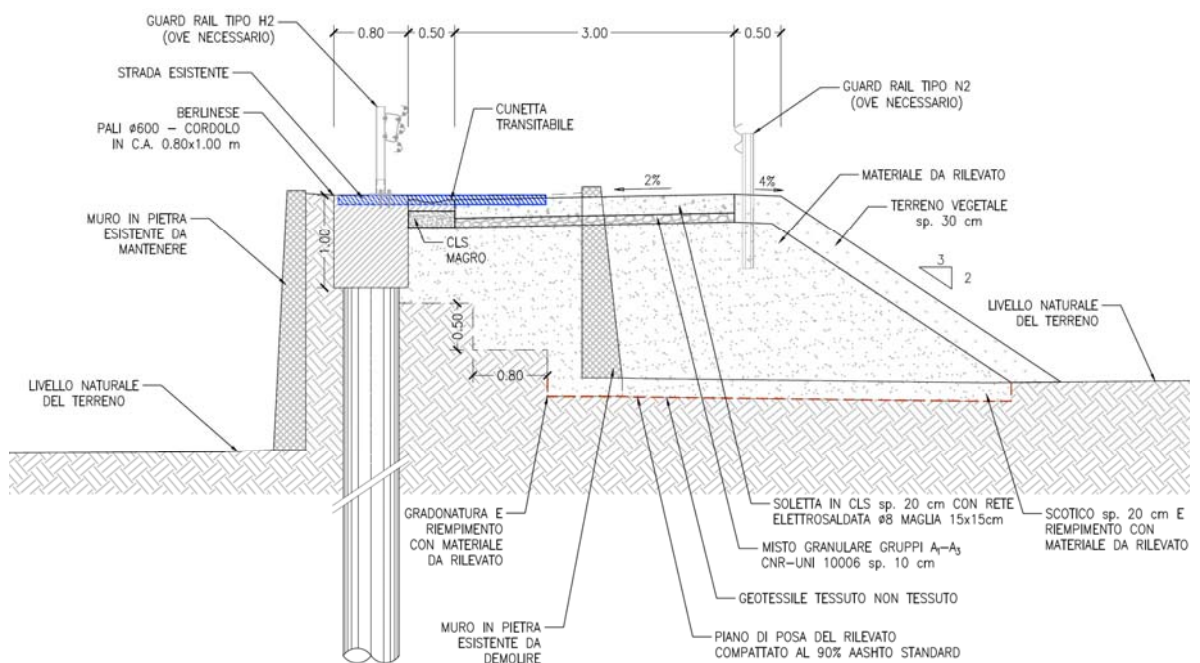 GUARD RAIL TIPO H2
(OVE NECESSARIO)
0.80
0.50
3.00
0.50
STRADA ESISTENTE
BERLINESE
PALI ø600 – CORDOLO
IN C.A. 0.80x1.00 m
CUNETTA
TRANSITABILE
GUARD RAIL TIPO N2
(OVE NECESSARIO)
2%
4%
MATERIALE DA RILEVATO
TERRENO VEGETALE
sp. 30 cm
MURO IN PIETRA
ESISTENTE DA
MANTENERE
1.00
CLS
MAGRO
3
2
LIVELLO NATURALE
DEL TERRENO
0.50
0.80
LIVELLO NATURALE
DEL TERRENO
GRADONATURA E
RIEMPIMENTO
CON MATERIALE
DA RILEVATO
SOLETTA IN CLS sp. 20 cm CON RETE
ELETTROSALDATA ø8 MAGLIA 15x15cm
SCOTICO sp. 20 cm E
RIEMPIMENTO CON
MATERIALE DA RILEVATO
MISTO GRANULARE GRUPPI A₁–A₃
CNR–UNI 10006 sp. 10 cm
GEOTESSILE TESSUTO NON TESSUTO
MURO IN PIETRA
ESISTENTE DA
DEMOLIRE
PIANO DI POSA DEL RILEVATO
COMPATTATO AL 90% AASHTO STANDARD